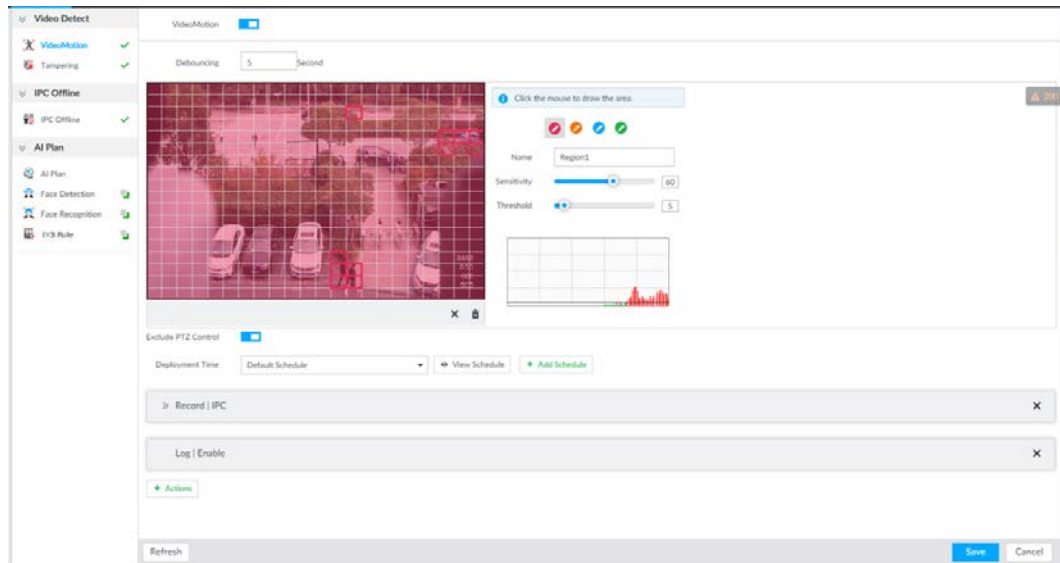 Video Detect
VideoMotion
Tampering
IPC Offline
IPC Offline
AI Plan
AI Plan
Face Detection
Face Recognition
IVS Rule
VideoMotion
Debouncing 5 Second
Click the mouse to draw the area.
Name Region1
Sensitivity 60
Threshold 5
Exclude PTZ Control
Deployment Time Default Schedule View Schedule + Add Schedule
Record | IPC
Log | Enable
+ Actions
Refresh Save Cancel